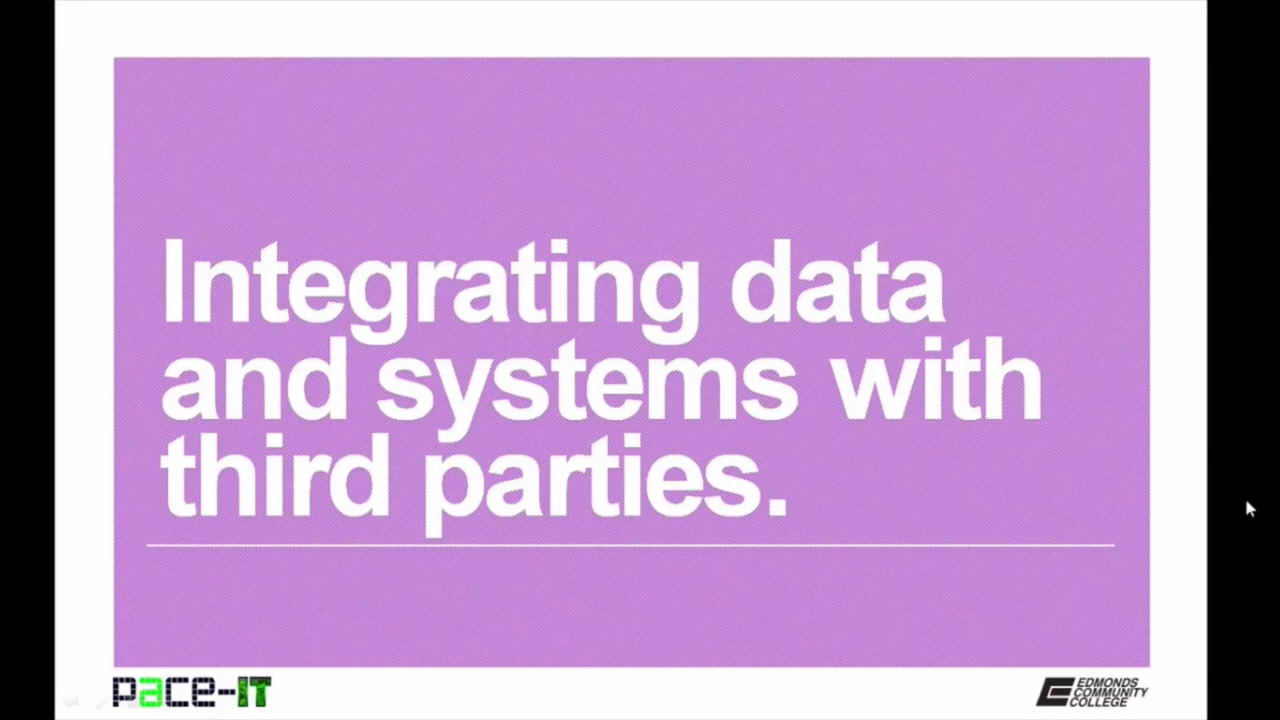 Integrating data
and systems with
third parties.
pace-IT
EDMONDS
COMMUNITY
COLLEGE